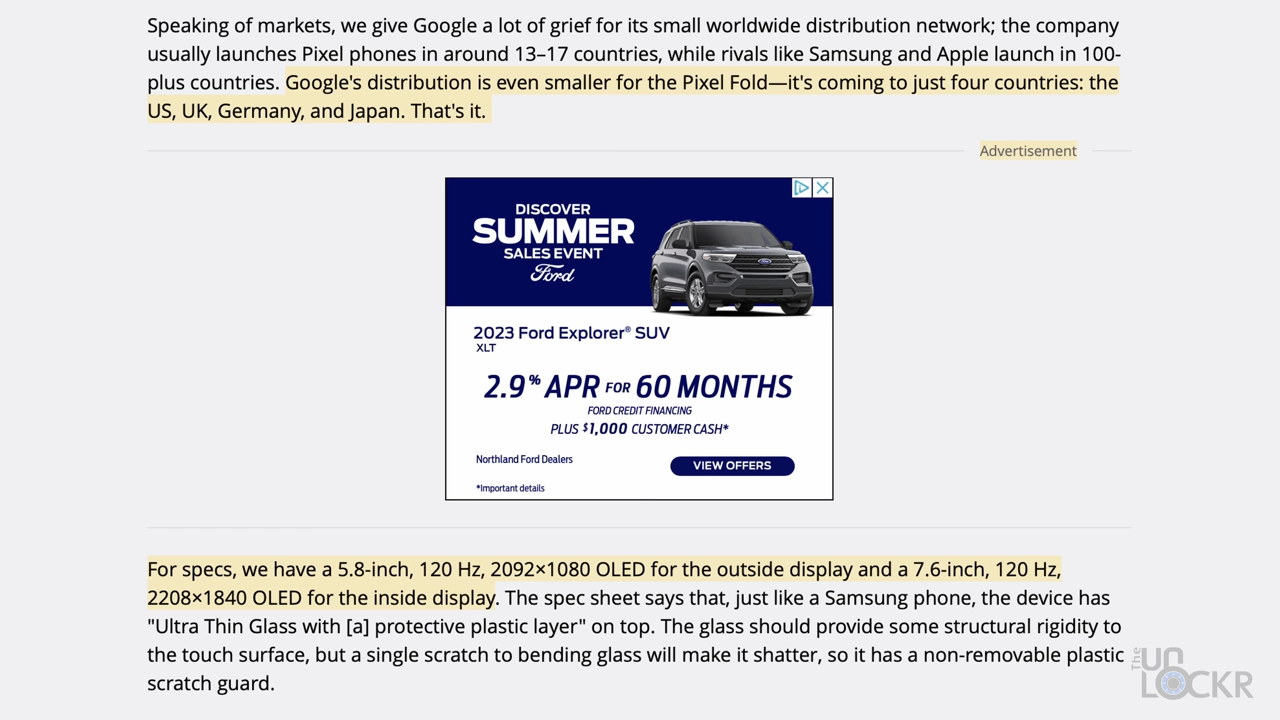 Speaking of markets, we give Google a lot of grief for its small worldwide distribution network; the company
usually launches Pixel phones in around 13–17 countries, while rivals like Samsung and Apple launch in 100-
plus countries. Google's distribution is even smaller for the Pixel Fold—it's coming to just four countries: the
US, UK, Germany, and Japan. That's it.
Advertisement
DISCOVER
SUMMER
SALES EVENT
Ford
2023 Ford Explorer® SUV
XLT
2.9% APR FOR 60 MONTHS
FORD CREDIT FINANCING
PLUS $1,000 CUSTOMER CASH*
Northland Ford Dealers
VIEW OFFERS
*Important details
For specs, we have a 5.8-inch, 120 Hz, 2092×1080 OLED for the outside display and a 7.6-inch, 120 Hz,
2208×1840 OLED for the inside display. The spec sheet says that, just like a Samsung phone, the device has
"Ultra Thin Glass with [a] protective plastic layer" on top. The glass should provide some structural rigidity to
the touch surface, but a single scratch to bending glass will make it shatter, so it has a non-removable plastic
scratch guard.
The UNLOCKR